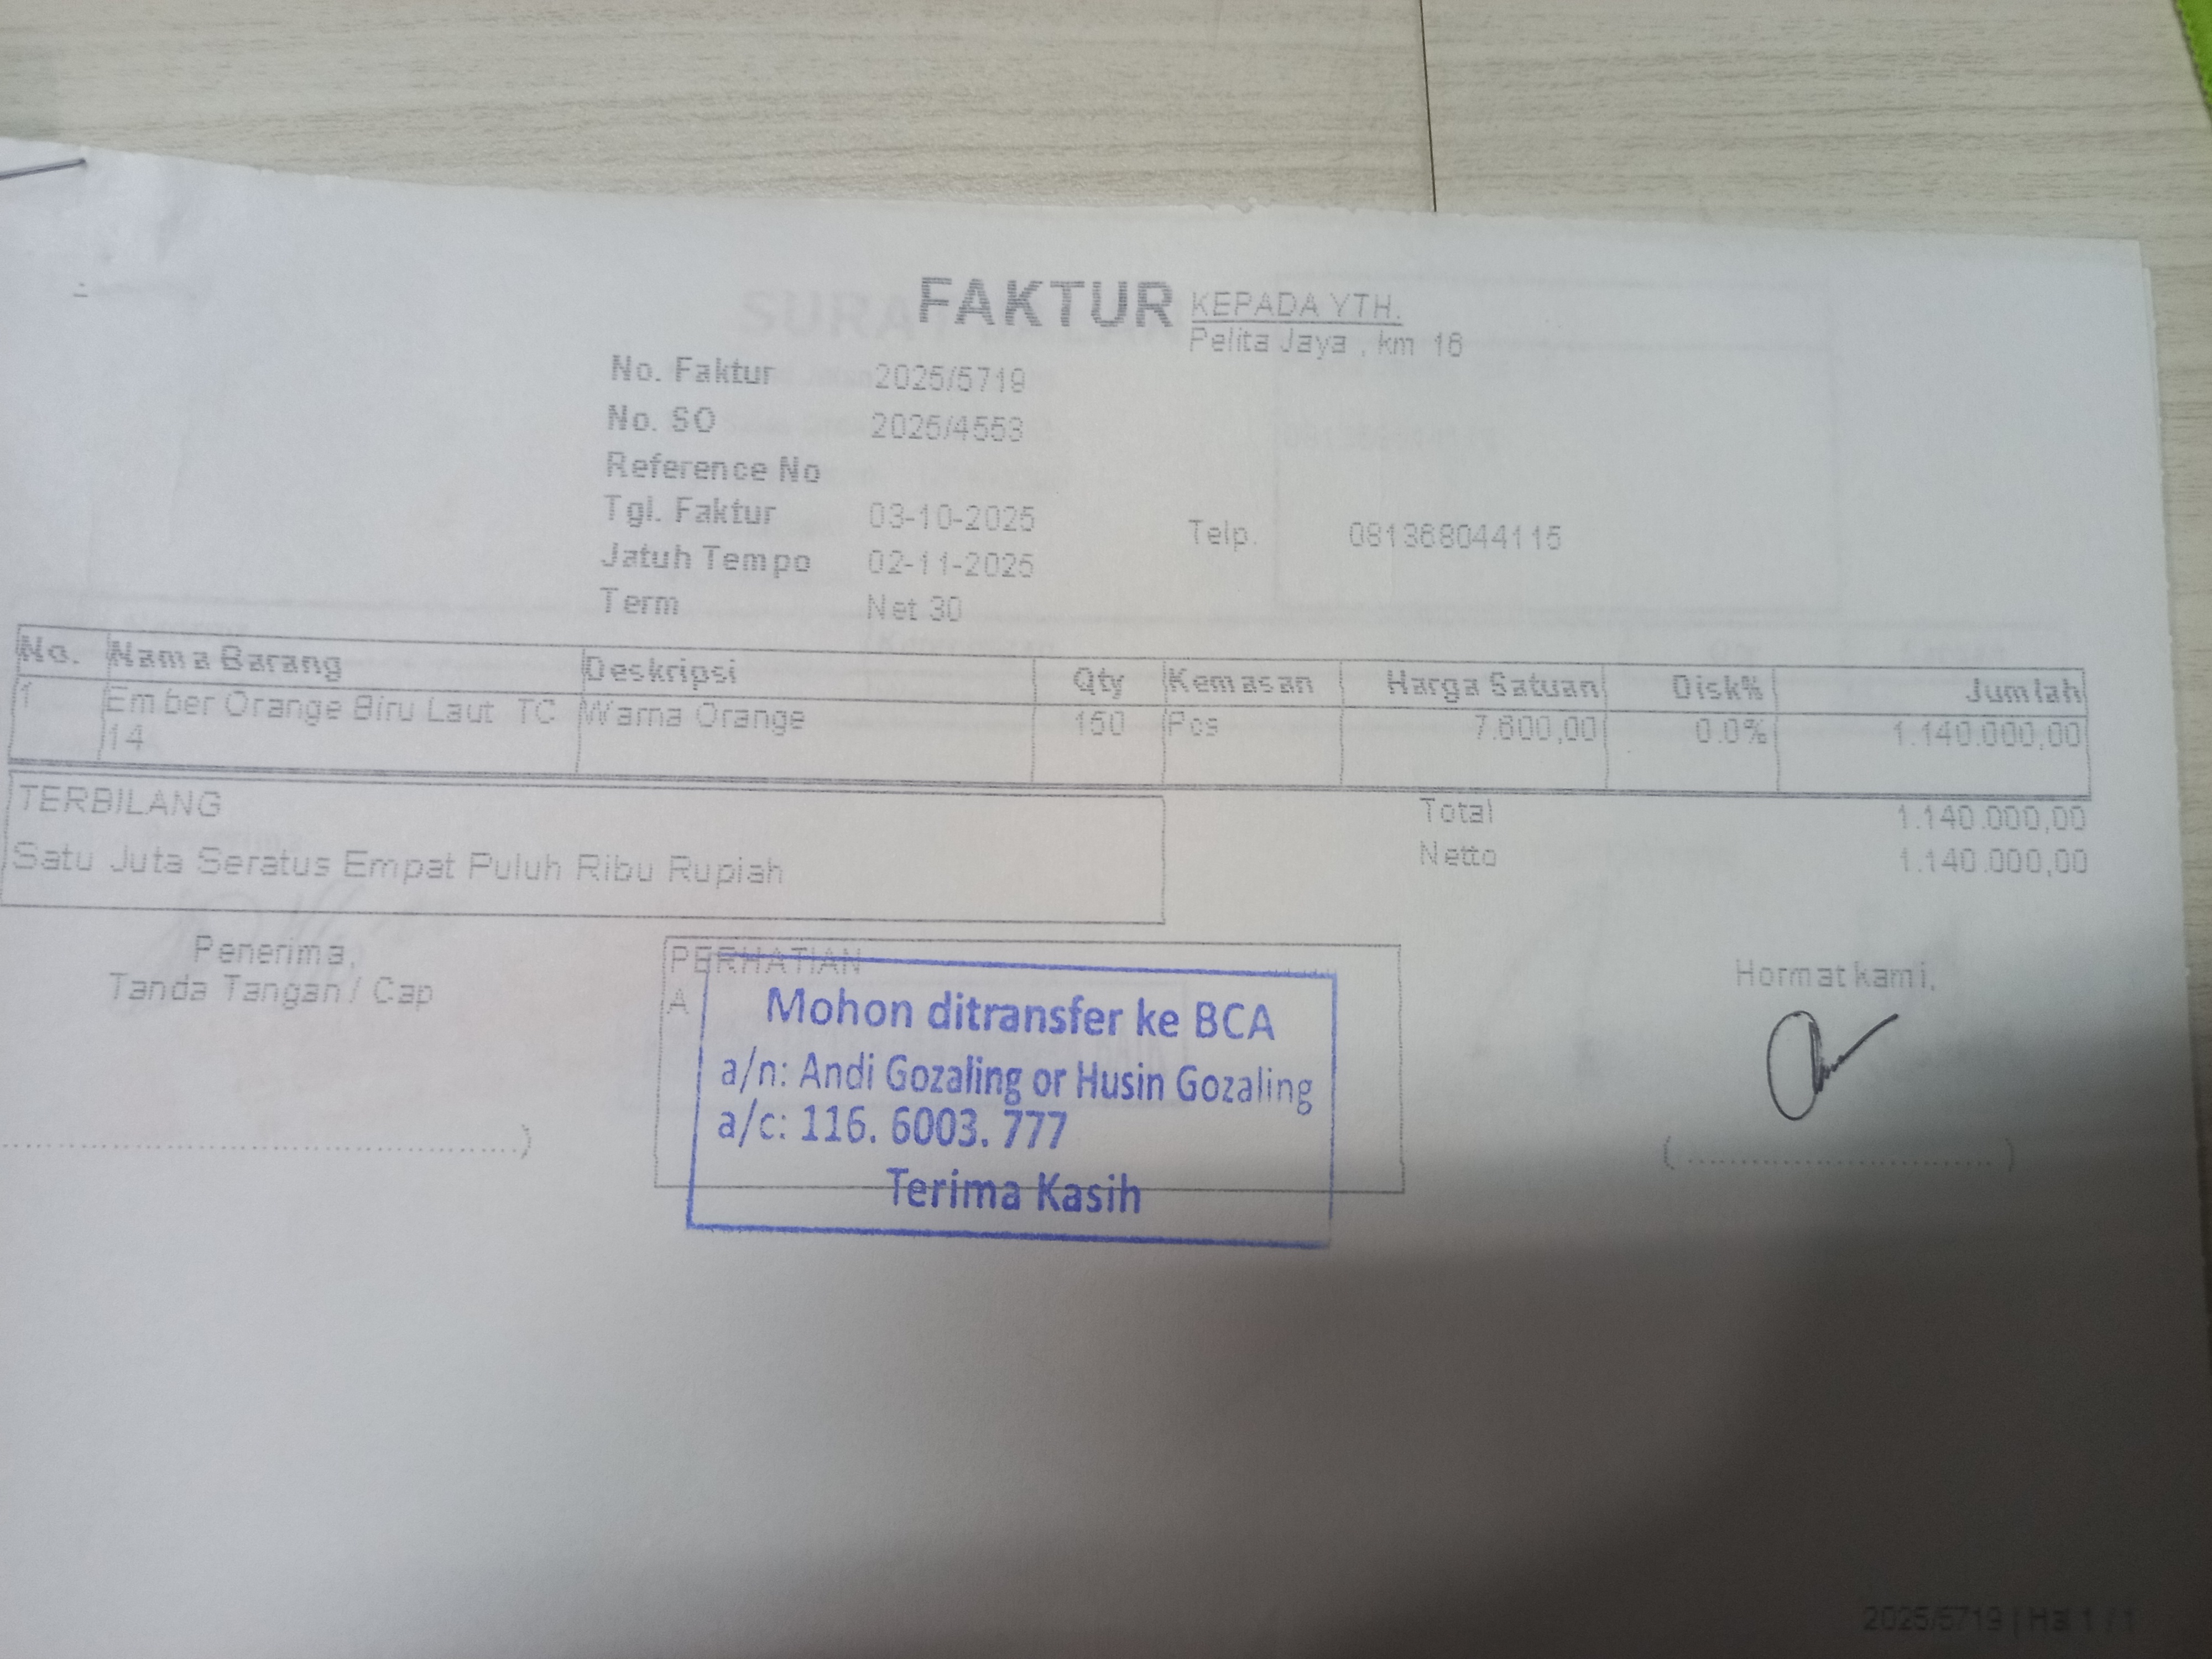 FAKTUR
KEPADA YTH.
Pelita Jaya , km 16
No. Faktur 2025/5719
No. SO 2025/4553
Reference No
Tgl. Faktur 03-10-2025
Telp. 081368044115
Jatuh Tempo 02-11-2025
Term Net 30
No. Nama Barang Deskripsi Qty Kemasan Harga Satuan Disk% Jumlah
1 Ember Orange Biru Laut TC Warna Orange 150 Pcs 7.600,00 0.0% 1.140.000,00
14
TERBILANG
Total 1.140.000,00
Satu Juta Seratus Empat Puluh Ribu Rupiah
Netto 1.140.000,00
Penerima,
Tanda Tangan / Cap
PERHATIAN
A
Mohon ditransfer ke BCA
a/n: Andi Gozaling or Husin Gozaling
a/c: 116. 6003. 777
Terima Kasih
Hormat kami,
2025/5719 | Hal 1 / 1